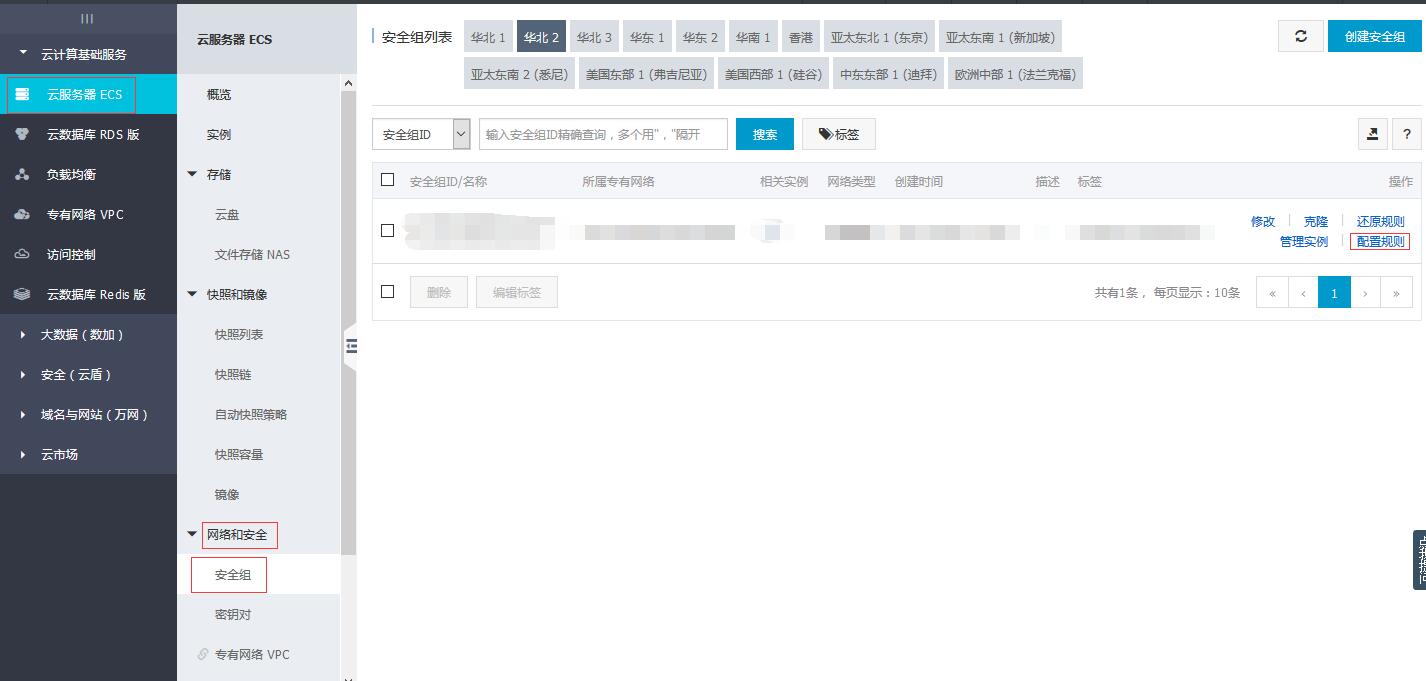 云计算基础服务
云服务器 ECS
云数据库 RDS 版
负载均衡
专有网络 VPC
访问控制
云数据库 Redis 版
大数据（数加）
安全（云盾）
域名与网站（万网）
云市场
云服务器 ECS
概览
实例
存储
云盘
文件存储 NAS
快照和镜像
快照列表
快照链
自动快照策略
快照容量
镜像
网络和安全
安全组
密钥对
专有网络 VPC
安全组列表 华北 1 华北 2 华北 3 华东 1 华东 2 华南 1 香港 亚太东北 1 (东京) 亚太东南 1 (新加坡) 创建安全组
亚太东南 2 (悉尼) 美国东部 1 (弗吉尼亚) 美国西部 1 (硅谷) 中东东部 1 (迪拜) 欧洲中部 1 (法兰克福)
安全组ID 输入安全组ID精确查询，多个用","隔开 搜索 标签 ?
安全组ID/名称 所属专有网络 相关实例 网络类型 创建时间 描述 标签 操作
修改 克隆 还原规则
管理实例 配置规则
删除 编辑标签 共有1条， 每页显示：10条 « ‹ 1 › »